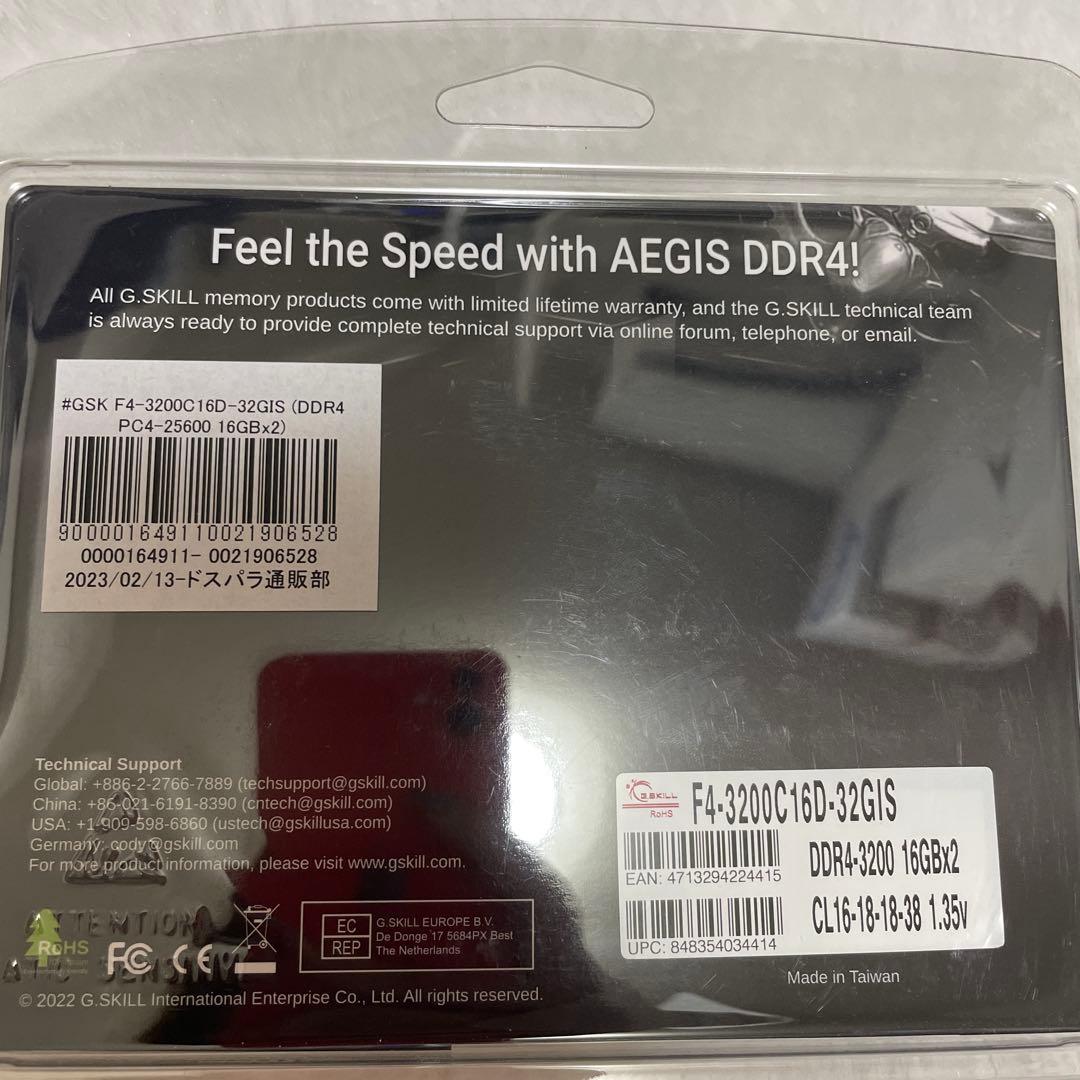 Feel the Speed with AEGIS DDR4!
All G.SKILL memory products come with limited lifetime warranty, and the G.SKILL technical team
is always ready to provide complete technical support via online forum, telephone, or email.
#GSK F4-3200C16D-32GIS (DDR4
PC4-25600 16GBx2)
900001649110021906528
0000164911- 0021906528
2023/02/13-ドスパラ通販部
Technical Support
Global: +886-2-2766-7889 (techsupport@gskill.com)
China: +86-021-6191-8390 (cntech@gskill.com)
USA: +1-909-598-6860 (ustech@gskillusa.com)
Germany: cody@gskill.com
For more product information, please visit www.gskill.com.
ATTENTION
RoHS
FC CE
EC
REP
G.SKILL EUROPE B.V.
De Donge 17 5684PX Best
The Netherlands
© 2022 G.SKILL International Enterprise Co., Ltd. All rights reserved.
G.SKILL
RoHS
F4-3200C16D-32GIS
DDR4-3200 16GBx2
EAN: 4713294224415
CL16-18-18-38 1.35v
UPC: 848354034414
Made in Taiwan